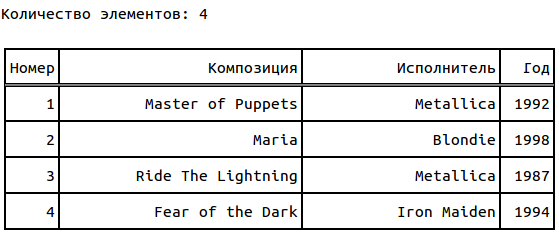 Количество элементов: 4
Номер Композиция Исполнитель Год
1 Master of Puppets Metallica 1992
2 Maria Blondie 1998
3 Ride The Lightning Metallica 1987
4 Fear of the Dark Iron Maiden 1994